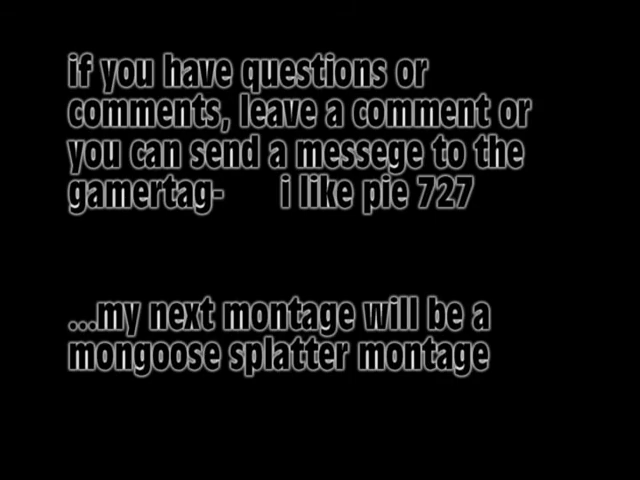 if you have questions or
comments, leave a comment or
you can send a messege to the
gamertag- i like pie 727
...my next montage will be a
mongoose splatter montage